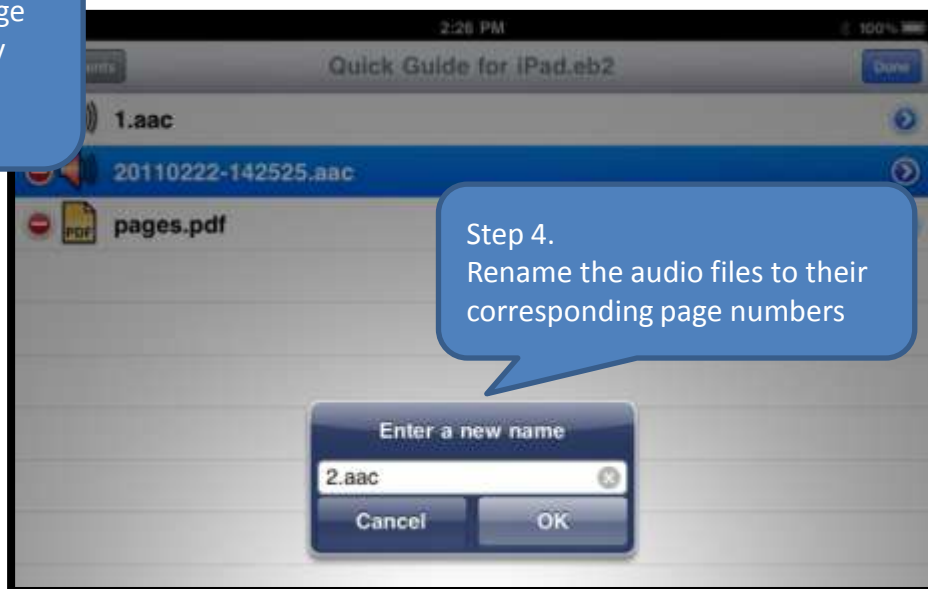 2:26 PM
100%
Quick Guide for iPad.eb2
Done
1.aac
20110222-142525.aac
PDF
pages.pdf
Step 4.
Rename the audio files to their
corresponding page numbers
Enter a new name
2.aac
Cancel
OK